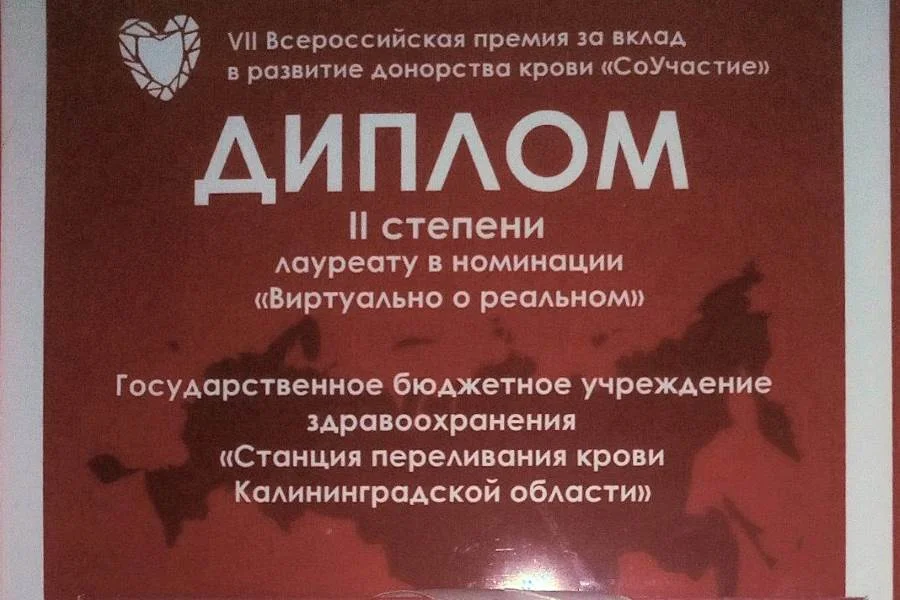 VII Всероссийская премия за вклад
в развитие донорства крови «СоУчастие»
ДИПЛОМ
II степени
лауреату в номинации
«Виртуально о реальном»
Государственное бюджетное учреждение
здравоохранения
«Станция переливания крови
Калининградской области»